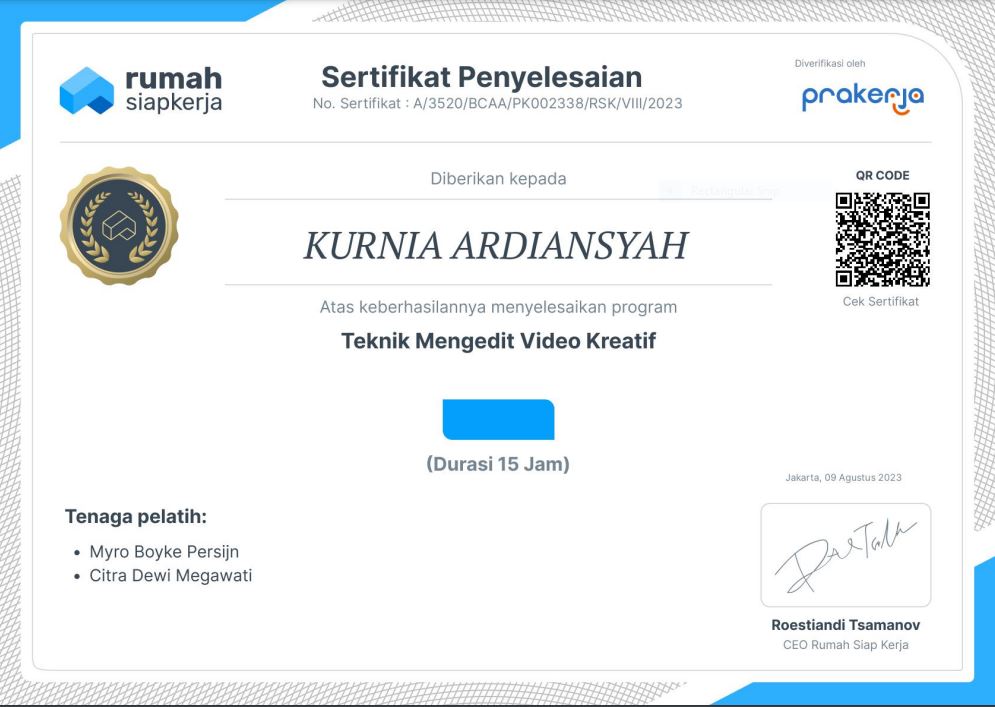 rumah
siapkerja
Sertifikat Penyelesaian
No. Sertifikat : A/3520/BCAA/PK002338/RSK/VIII/2023
Diverifikasi oleh
prakerja
Diberikan kepada
QR CODE
Rectangular Snip
KURNIA ARDIANSYAH
Cek Sertifikat
Atas keberhasilannya menyelesaikan program
Teknik Mengedit Video Kreatif
(Durasi 15 Jam)
Jakarta, 09 Agustus 2023
Tenaga pelatih:
• Myro Boyke Persijn
• Citra Dewi Megawati
Roestiandi Tsamanov
CEO Rumah Siap Kerja